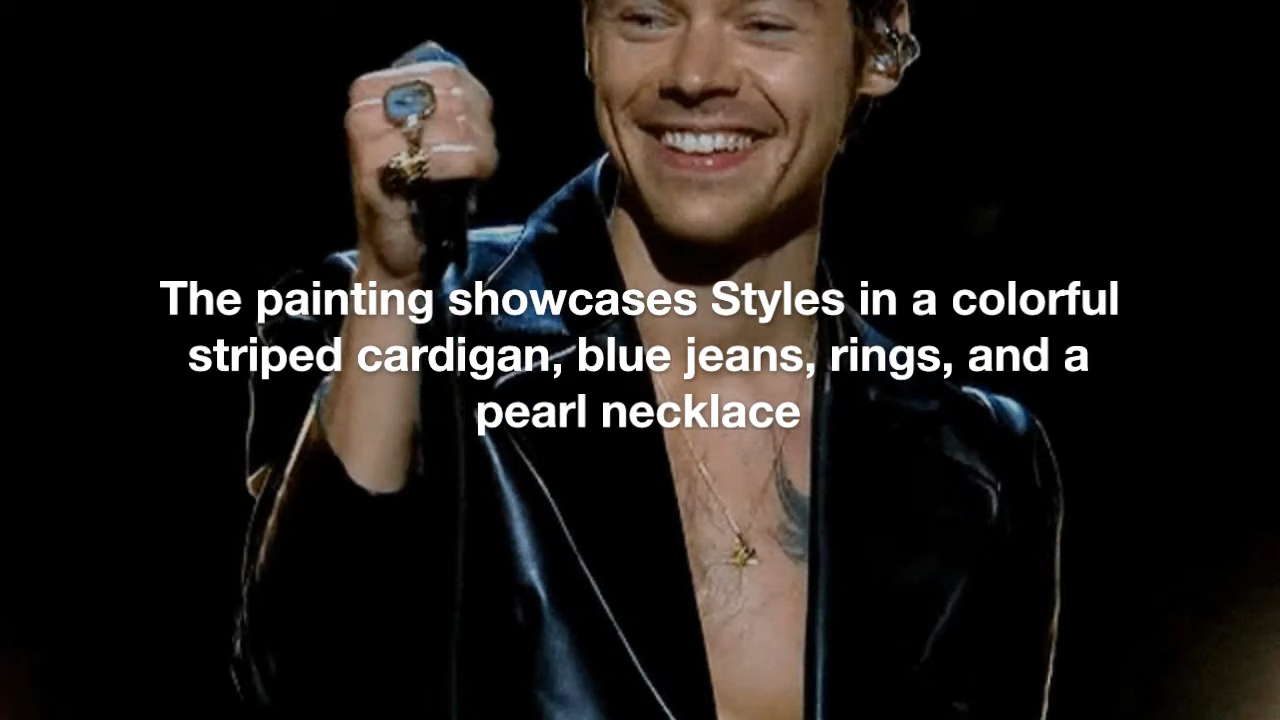 The painting showcases Styles in a colorful
striped cardigan, blue jeans, rings, and a
pearl necklace